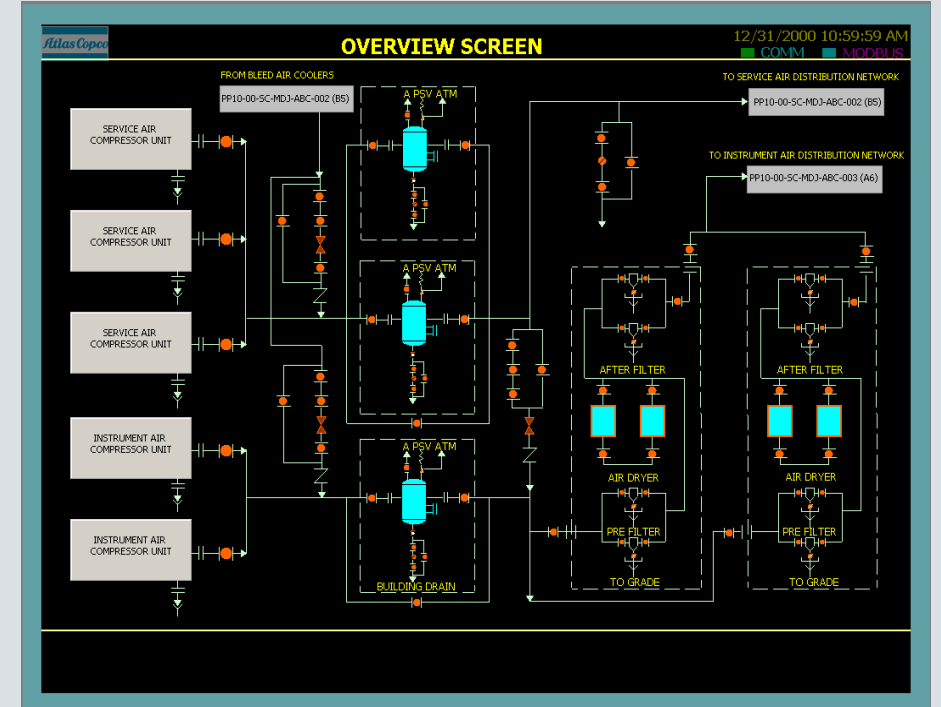 Atlas Copco
OVERVIEW SCREEN
12/31/2000 10:59:59 AM
COMM MODBUS
FROM BLEED AIR COOLERS
PP10-00-SC-MDJ-ABC-002 (B5)
A PSV ATM
TO SERVICE AIR DISTRIBUTION NETWORK
PP10-00-SC-MDJ-ABC-002 (B5)
SERVICE AIR
COMPRESSOR UNIT
TO INSTRUMENT AIR DISTRIBUTION NETWORK
PP10-00-SC-MDJ-ABC-003 (A6)
SERVICE AIR
COMPRESSOR UNIT
A PSV ATM
SERVICE AIR
COMPRESSOR UNIT
AFTER FILTER
AFTER FILTER
INSTRUMENT AIR
COMPRESSOR UNIT
A PSV ATM
AIR DRYER
AIR DRYER
INSTRUMENT AIR
COMPRESSOR UNIT
PRE FILTER
PRE FILTER
BUILDING DRAIN
TO GRADE
TO GRADE